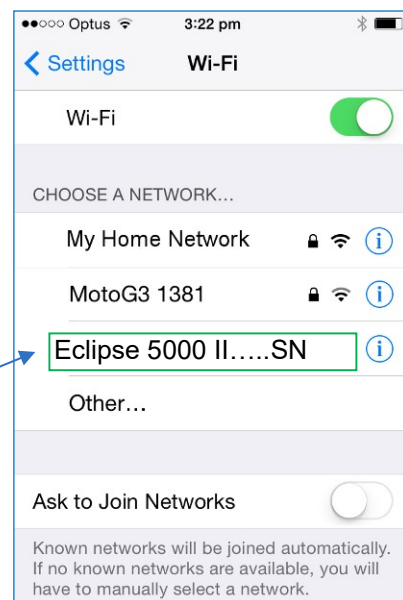 ●●○○○ Optus 3:22 pm
Settings Wi-Fi
Wi-Fi
CHOOSE A NETWORK...
My Home Network
MotoG3 1381
Eclipse 5000 II…..SN
Other...
Ask to Join Networks
Known networks will be joined automatically.
If no known networks are available, you will
have to manually select a network.